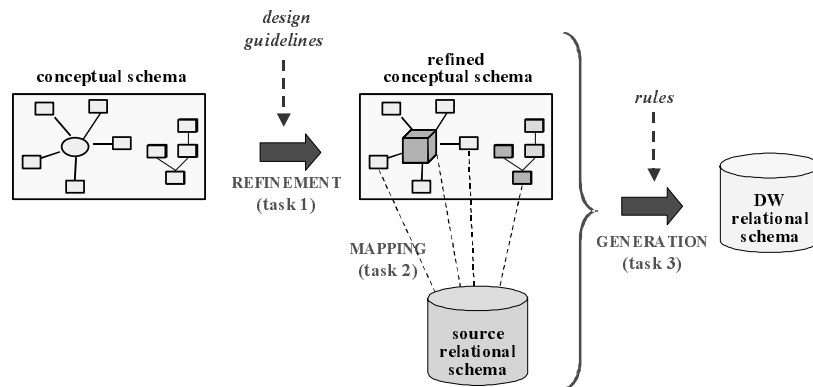 design
guidelines
conceptual schema
refined
conceptual schema
rules
REFINEMENT
(task 1)
MAPPING
(task 2)
GENERATION
(task 3)
DW
relational
schema
source
relational
schema